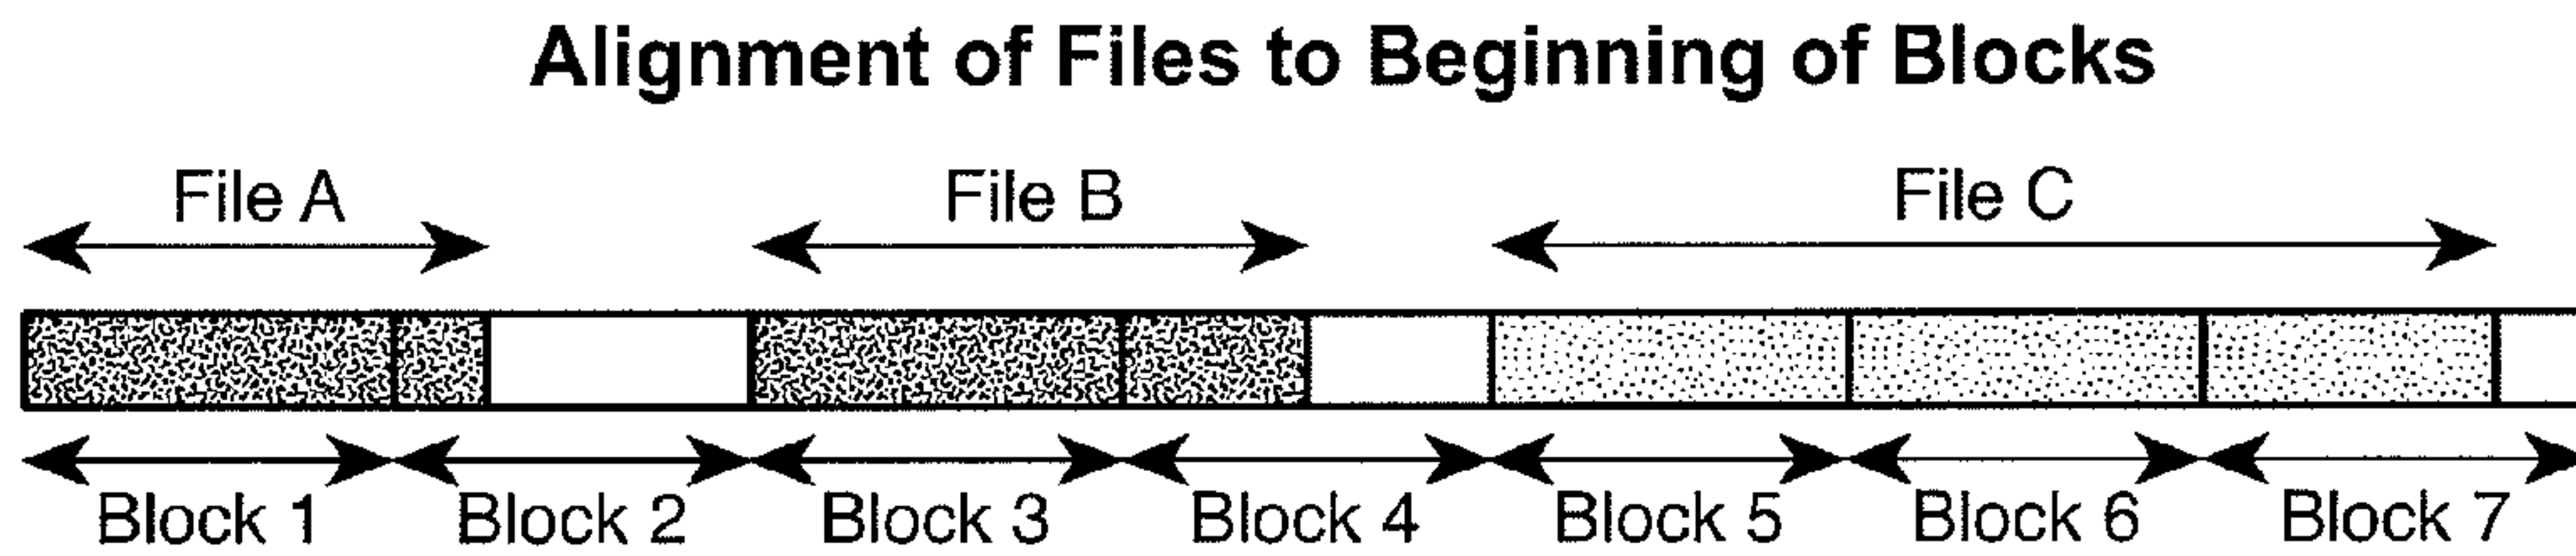 Alignment of Files to Beginning of Blocks
File A File B File C
Block 1 Block 2 Block 3 Block 4 Block 5 Block 6 Block 7